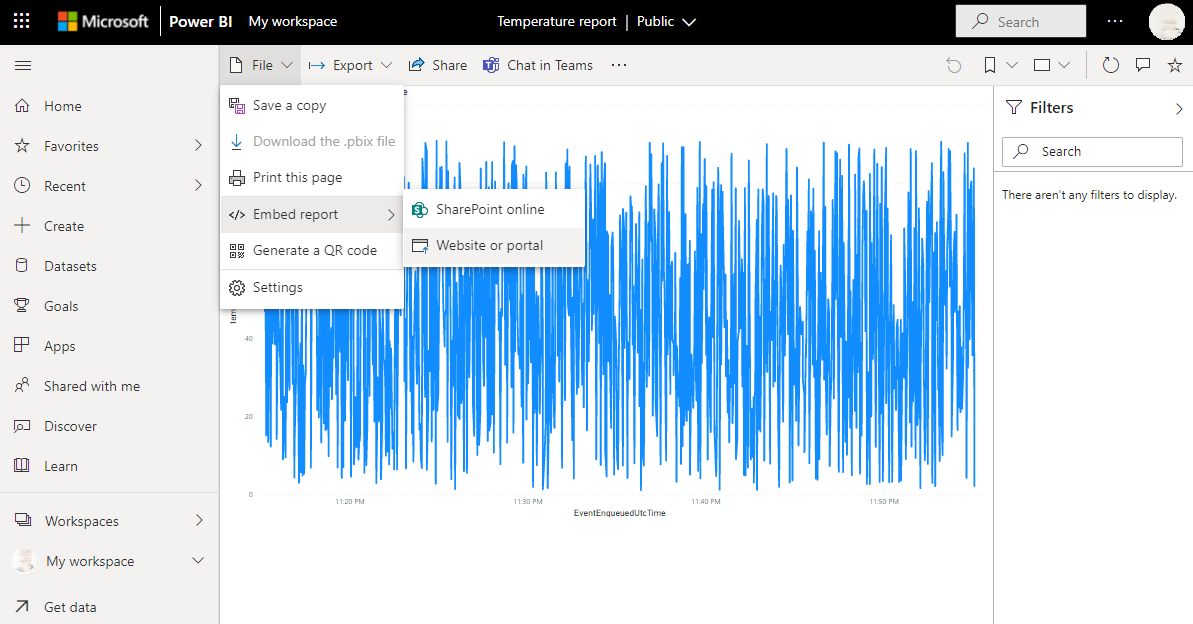 Microsoft Power BI My workspace Temperature report | Public Search ...
File Export Share Chat in Teams ...
Save a copy
Download the .pbix file
Print this page
Embed report
Generate a QR code
Settings
SharePoint online
Website or portal
Home
Favorites
Recent
Create
Datasets
Goals
Apps
Shared with me
Discover
Learn
Workspaces
My workspace
Get data
40
20
0
11:20 PM 11:30 PM 11:40 PM 11:50 PM
EventEnqueuedUtcTime
Filters
Search
There aren't any filters to display.